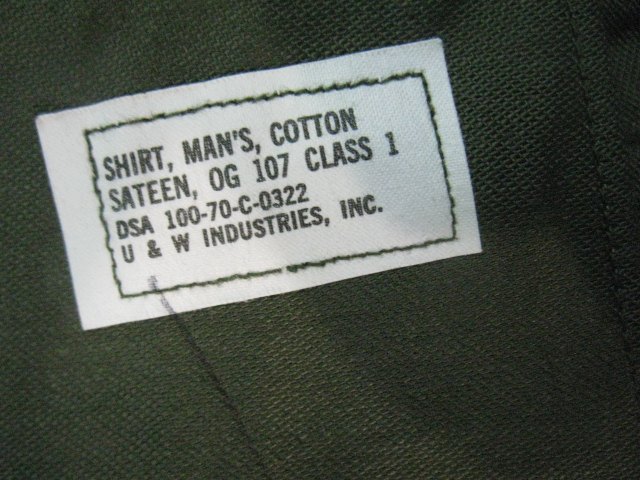 SHIRT, MAN'S, COTTON
SATEEN, OG 107 CLASS 1
DSA 100-70-C-0322
U & W INDUSTRIES, INC.